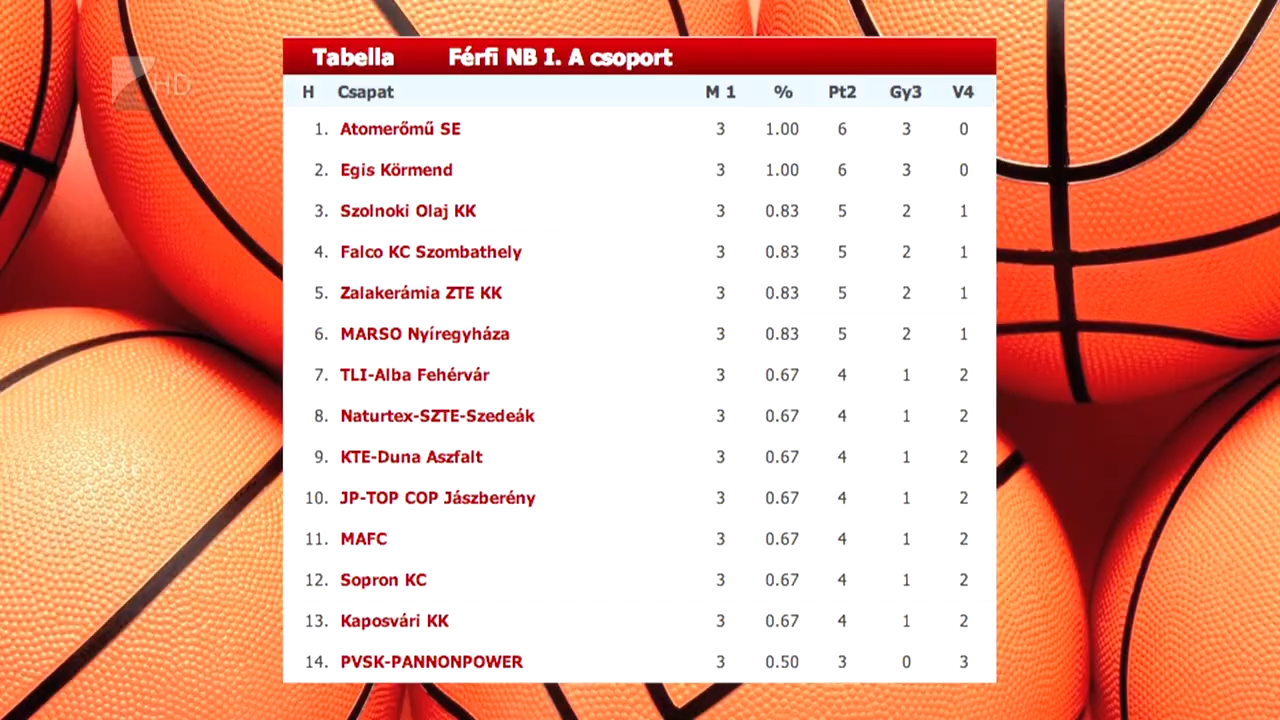 HD
Tabella Férfi NB I. A csoport
H Csapat M 1 % Pt2 Gy3 V4
1. Atomerőmű SE 3 1.00 6 3 0
2. Egis Körmend 3 1.00 6 3 0
3. Szolnoki Olaj KK 3 0.83 5 2 1
4. Falco KC Szombathely 3 0.83 5 2 1
5. Zalakerámia ZTE KK 3 0.83 5 2 1
6. MARSO Nyíregyháza 3 0.83 5 2 1
7. TLI-Alba Fehérvár 3 0.67 4 1 2
8. Naturtex-SZTE-Szedeák 3 0.67 4 1 2
9. KTE-Duna Aszfalt 3 0.67 4 1 2
10. JP-TOP COP Jászberény 3 0.67 4 1 2
11. MAFC 3 0.67 4 1 2
12. Sopron KC 3 0.67 4 1 2
13. Kaposvári KK 3 0.67 4 1 2
14. PVSK-PANNONPOWER 3 0.50 3 0 3